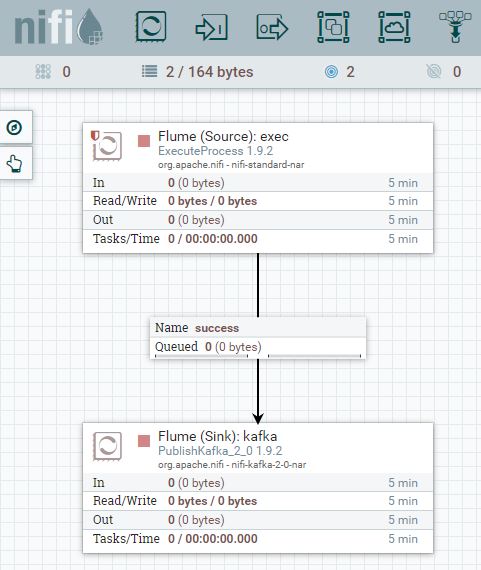 nifi
0 2 / 164 bytes 2 0
Flume (Source): exec
ExecuteProcess 1.9.2
org.apache.nifi - nifi-standard-nar
In 0 (0 bytes) 5 min
Read/Write 0 bytes / 0 bytes 5 min
Out 0 (0 bytes) 5 min
Tasks/Time 0 / 00:00:00.000 5 min
Name success
Queued 0 (0 bytes)
Flume (Sink): kafka
PublishKafka_2_0 1.9.2
org.apache.nifi - nifi-kafka-2-0-nar
In 0 (0 bytes) 5 min
Read/Write 0 bytes / 0 bytes 5 min
Out 0 (0 bytes) 5 min
Tasks/Time 0 / 00:00:00.000 5 min